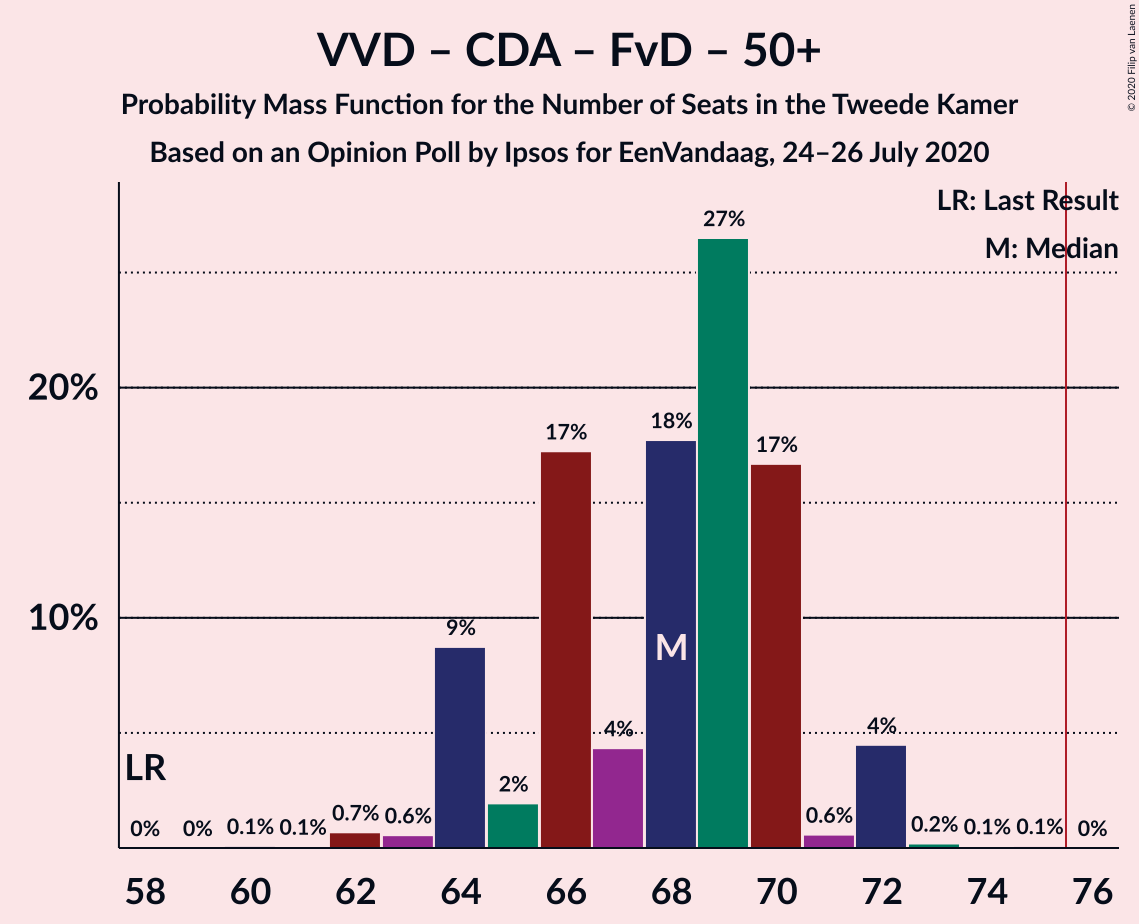 VVD – CDA – FvD – 50+
Probability Mass Function for the Number of Seats in the Tweede Kamer
Based on an Opinion Poll by Ipsos for EenVandaag, 24–26 July 2020
© 2020 Filip van Laenen
LR: Last Result
M: Median
27%
20%
18%
17%
17%
10%
9%
M
4%
4%
LR
2%
0% 0% 0.1% 0.1% 0.7% 0.6% 0.6% 0.2% 0.1% 0.1% 0%
58 60 62 64 66 68 70 72 74 76